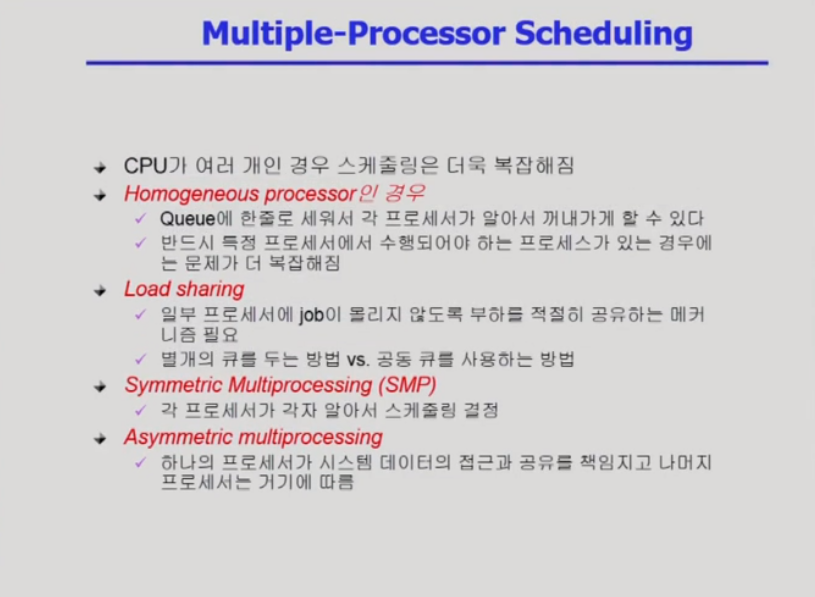 Multiple-Processor Scheduling
CPU가 여러 개인 경우 스케줄링은 더욱 복잡해짐
Homogeneous processor인 경우
Queue에 한줄로 세워서 각 프로세서가 알아서 꺼내가게 할 수 있다
반드시 특정 프로세서에서 수행되어야 하는 프로세스가 있는 경우에
는 문제가 더 복잡해짐
Load sharing
일부 프로세서에 job이 몰리지 않도록 부하를 적절히 공유하는 메커
니즘 필요
별개의 큐를 두는 방법 vs. 공동 큐를 사용하는 방법
Symmetric Multiprocessing (SMP)
각 프로세서가 각자 알아서 스케줄링 결정
Asymmetric multiprocessing
하나의 프로세서가 시스템 데이터의 접근과 공유를 책임지고 나머지
프로세서는 거기에 따름